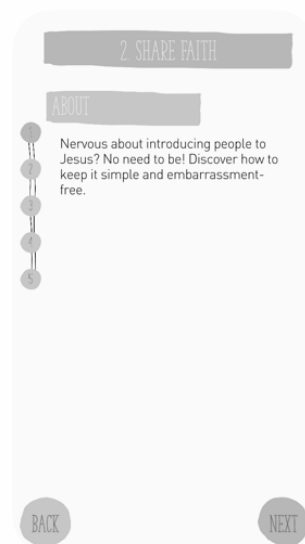 2. SHARE FAITH
ABOUT
1
Nervous about introducing people to
Jesus? No need to be! Discover how to
2
keep it simple and embarrassment-
free.
3
4
5
BACK
NEXT